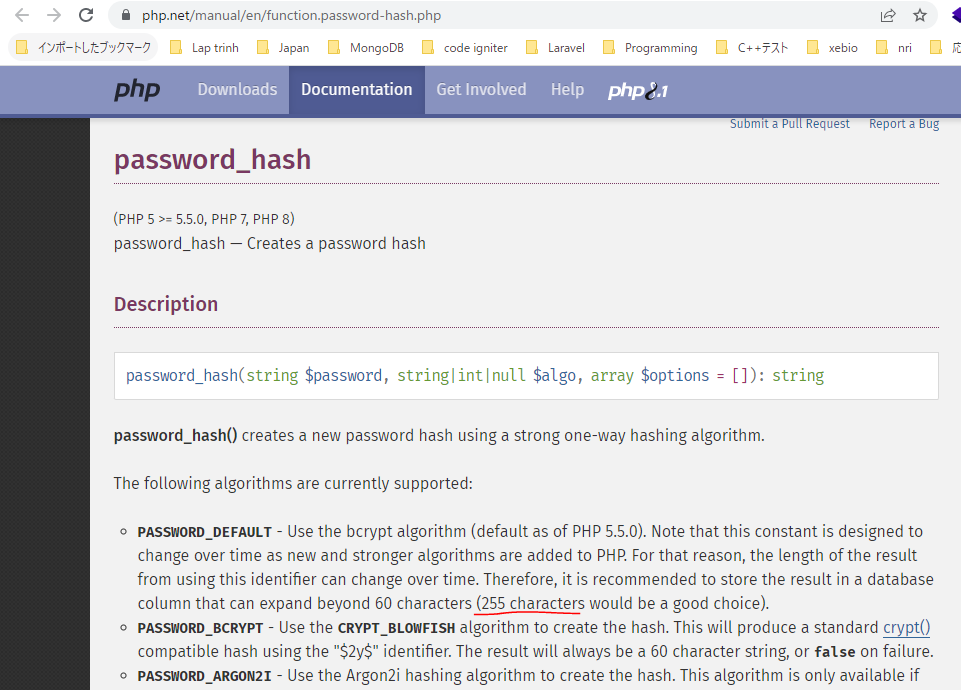 php.net/manual/en/function.password-hash.php
インポートしたブックマーク Lap trinh Japan MongoDB code igniter Laravel Programming C++テスト xebio nri 応
php Downloads Documentation Get Involved Help php8.1
Submit a Pull Request Report a Bug
password_hash
(PHP 5 >= 5.5.0, PHP 7, PHP 8)
password_hash — Creates a password hash
Description
password_hash(string $password, string|int|null $algo, array $options = []): string
password_hash() creates a new password hash using a strong one-way hashing algorithm.
The following algorithms are currently supported:
PASSWORD_DEFAULT - Use the bcrypt algorithm (default as of PHP 5.5.0). Note that this constant is designed to
change over time as new and stronger algorithms are added to PHP. For that reason, the length of the result
from using this identifier can change over time. Therefore, it is recommended to store the result in a database
column that can expand beyond 60 characters (255 characters would be a good choice).
PASSWORD_BCRYPT - Use the CRYPT_BLOWFISH algorithm to create the hash. This will produce a standard crypt()
compatible hash using the "$2y$" identifier. The result will always be a 60 character string, or false on failure.
PASSWORD_ARGON2I - Use the Argon2i hashing algorithm to create the hash. This algorithm is only available if